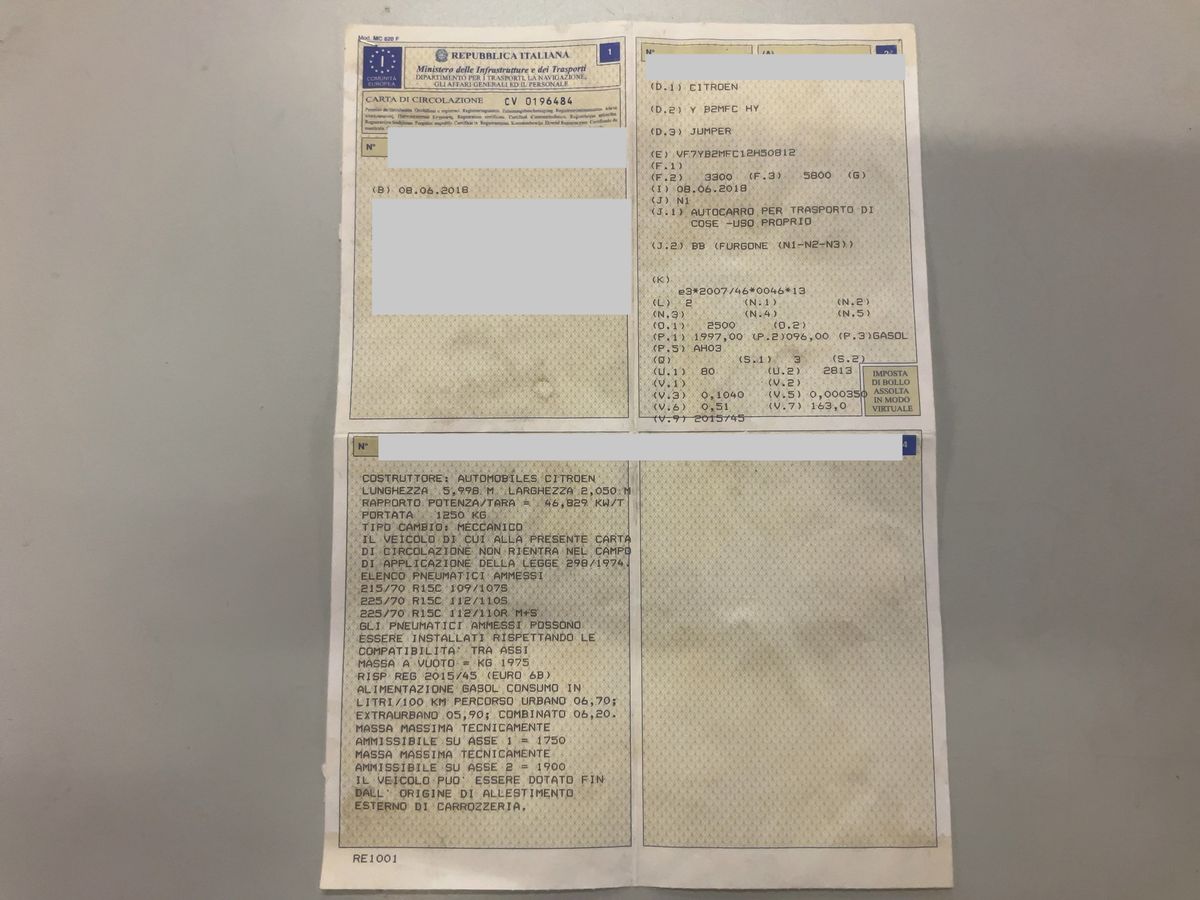 Mod. MC 820 F
I
COMUNITÀ
EUROPEA
REPUBBLICA ITALIANA
1
Ministero delle Infrastrutture e dei Trasporti
DIPARTIMENTO PER I TRASPORTI, LA NAVIGAZIONE,
GLI AFFARI GENERALI ED IL PERSONALE
CARTA DI CIRCOLAZIONE CV 0196484
N°
(B) 08.06.2018
N° (A)
(D.1) CITROEN
(D.2) Y B2MFC HY
(D.3) JUMPER
(E) VF7YB2MFC12H50812
(F.1)
(F.2) 3300 (F.3) 5800 (G)
(I) 08.06.2018
(J) N1
(J.1) AUTOCARRO PER TRASPORTO DI
COSE -USO PROPRIO
(J.2) BB (FURGONE (N1-N2-N3))
(K)
e3*2007/46*0046*13
(L) 2 (N.1) (N.2)
(N.3) (N.4) (N.5)
(O.1) 2500 (O.2)
(P.1) 1997,00 (P.2)096,00 (P.3)GASOL
(P.5) AH03
(Q) (S.1) 3 (S.2)
(U.1) 80 (U.2) 2813
(V.1) (V.2)
(V.3) 0,1040 (V.5) 0,000350
(V.6) 0,51 (V.7) 163,0
(V.9) 2015/45
IMPOSTA
DI BOLLO
ASSOLTA
IN MODO
VIRTUALE
N°
4
COSTRUTTORE: AUTOMOBILES CITROEN
LUNGHEZZA 5,998 M LARGHEZZA 2,050 M
RAPPORTO POTENZA/TARA = 46,829 KW/T
PORTATA 1250 KG
TIPO CAMBIO: MECCANICO
IL VEICOLO DI CUI ALLA PRESENTE CARTA
DI CIRCOLAZIONE NON RIENTRA NEL CAMPO
DI APPLICAZIONE DELLA LEGGE 298/1974.
ELENCO PNEUMATICI AMMESSI
215/70 R15C 109/107S
225/70 R15C 112/110S
225/70 R15C 112/110R M+S
GLI PNEUMATICI AMMESSI POSSONO
ESSERE INSTALLATI RISPETTANDO LE
COMPATIBILITA' TRA ASSI
MASSA A VUOTO = KG 1975
RISP REG 2015/45 (EURO 6B)
ALIMENTAZIONE GASOL CONSUMO IN
LITRI/100 KM PERCORSO URBANO 06,70;
EXTRAURBANO 05,90; COMBINATO 06,20.
MASSA MASSIMA TECNICAMENTE
AMMISSIBILE SU ASSE 1 = 1750
MASSA MASSIMA TECNICAMENTE
AMMISSIBILE SU ASSE 2 = 1900
IL VEICOLO PUO' ESSERE DOTATO FIN
DALL' ORIGINE DI ALLESTIMENTO
ESTERNO DI CARROZZERIA.
RE1001